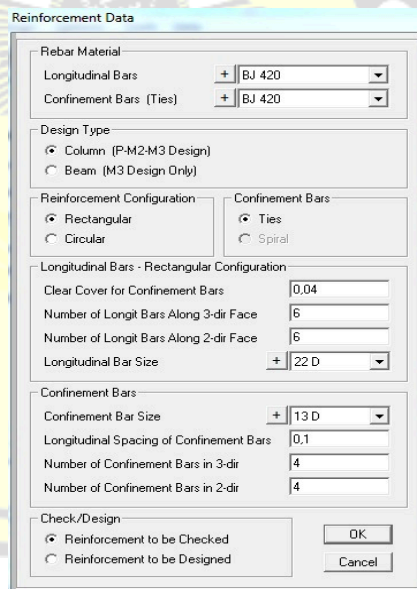 Reinforcement Data
Rebar Material
Longitudinal Bars + BJ 420
Confinement Bars (Ties) + BJ 420
Design Type
Column (P-M2-M3 Design)
Beam (M3 Design Only)
Reinforcement Configuration Confinement Bars
Rectangular Ties
Circular Spiral
Longitudinal Bars - Rectangular Configuration
Clear Cover for Confinement Bars 0,04
Number of Longit Bars Along 3-dir Face 6
Number of Longit Bars Along 2-dir Face 6
Longitudinal Bar Size + 22 D
Confinement Bars
Confinement Bar Size + 13 D
Longitudinal Spacing of Confinement Bars 0,1
Number of Confinement Bars in 3-dir 4
Number of Confinement Bars in 2-dir 4
Check/Design
Reinforcement to be Checked OK
Reinforcement to be Designed Cancel